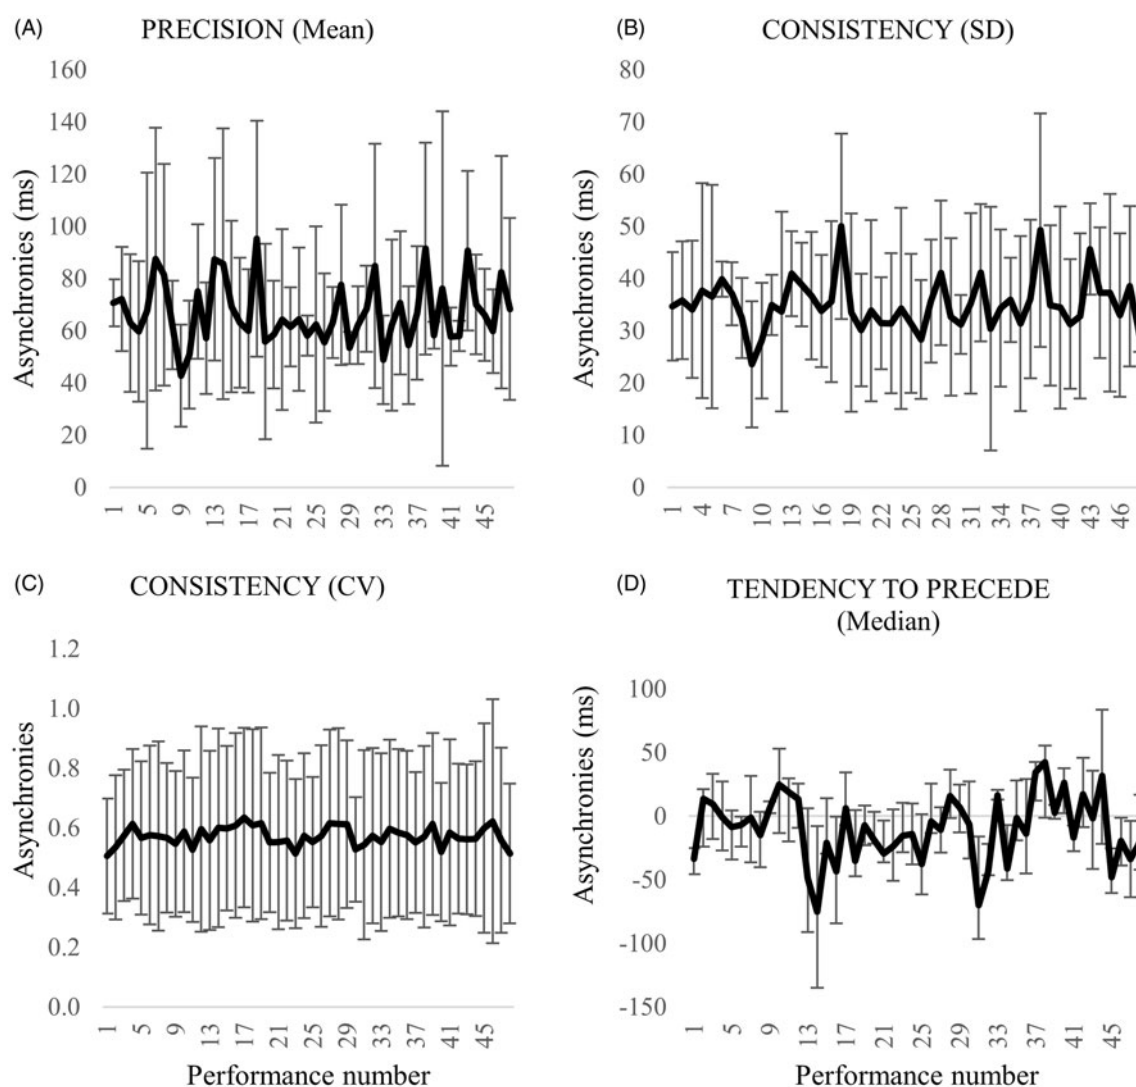 (A) PRECISION (Mean)
Asynchronies (ms)
160
140
120
100
80
60
40
20
0
1 5 9 13 17 21 25 29 33 37 41 45
(B) CONSISTENCY (SD)
Asynchronies (ms)
80
70
60
50
40
30
20
10
0
1 4 7 10 13 16 19 22 25 28 31 34 37 40 43 46
(C) CONSISTENCY (CV)
Asynchronies
1.2
1.0
0.8
0.6
0.4
0.2
0.0
1 5 9 13 17 21 25 29 33 37 41 45
Performance number
(D) TENDENCY TO PRECEDE
(Median)
Asynchronies (ms)
100
50
0
-50
-100
-150
1 5 9 13 17 21 25 29 33 37 41 45
Performance number